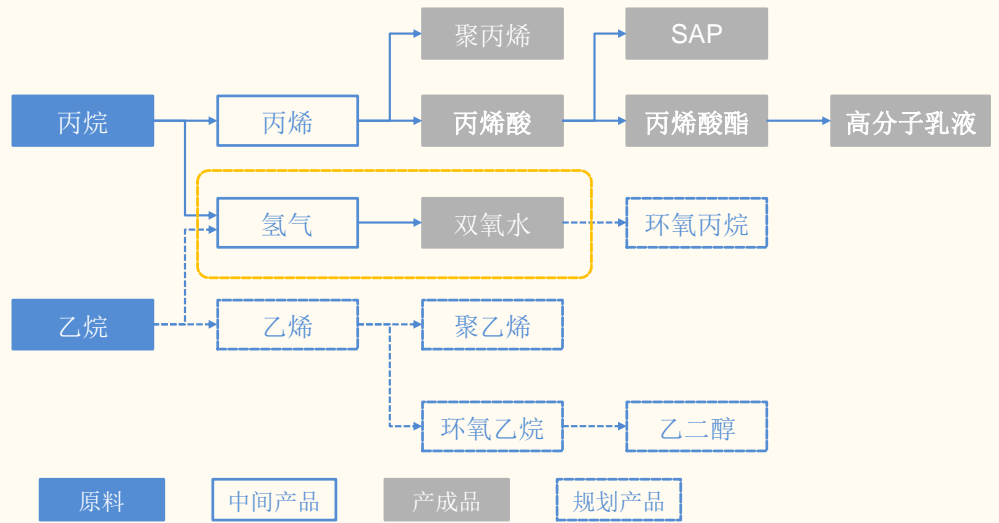 聚丙烯
SAP
丙烷
丙烯
丙烯酸
丙烯酸酯
高分子乳液
氢气
双氧水
环氧丙烷
乙烷
乙烯
聚乙烯
环氧乙烷
乙二醇
原料
中间产品
产成品
规划产品